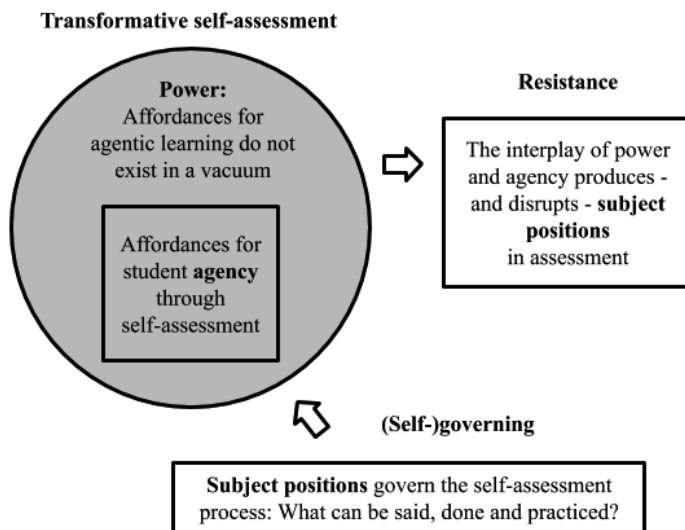 Transformative self-assessment
Power:
Affordances for
agentic learning do not
exist in a vacuum
Affordances for
student agency
through
self-assessment
Resistance
The interplay of power
and agency produces -
and disrupts - subject
positions
in assessment
(Self-)governing
Subject positions govern the self-assessment
process: What can be said, done and practiced?